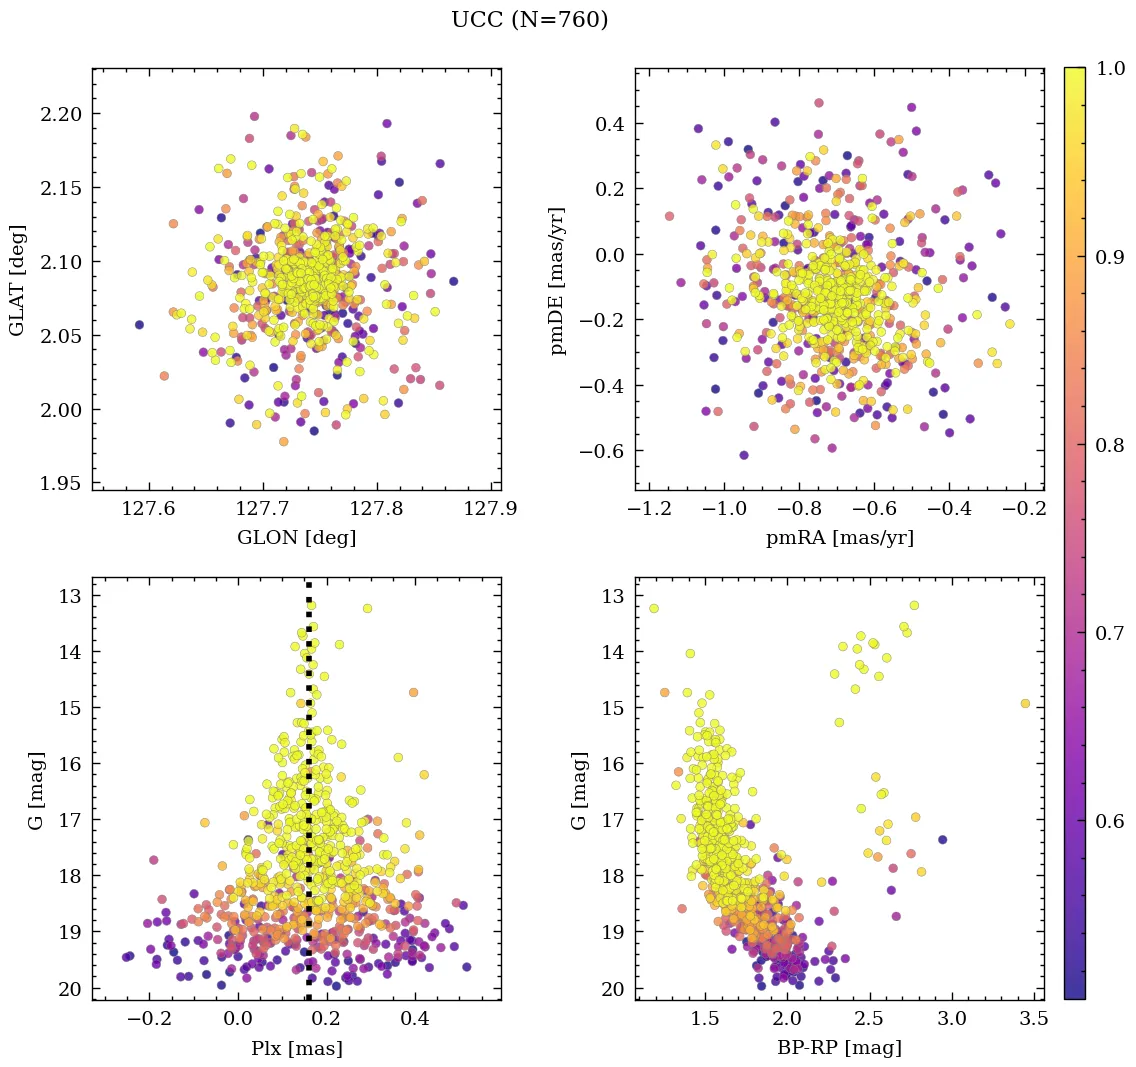 UCC (N=760)
2.20
2.15
2.10
2.05
2.00
1.95
GLAT [deg]
127.6 127.7 127.8 127.9
GLON [deg]
0.4
0.2
0.0
−0.2
−0.4
−0.6
pmDE [mas/yr]
−1.2 −1.0 −0.8 −0.6 −0.4 −0.2
pmRA [mas/yr]
1.0
0.9
0.8
0.7
0.6
13
14
15
16
17
18
19
20
G [mag]
−0.2 0.0 0.2 0.4
Plx [mas]
13
14
15
16
17
18
19
20
G [mag]
1.5 2.0 2.5 3.0 3.5
BP-RP [mag]